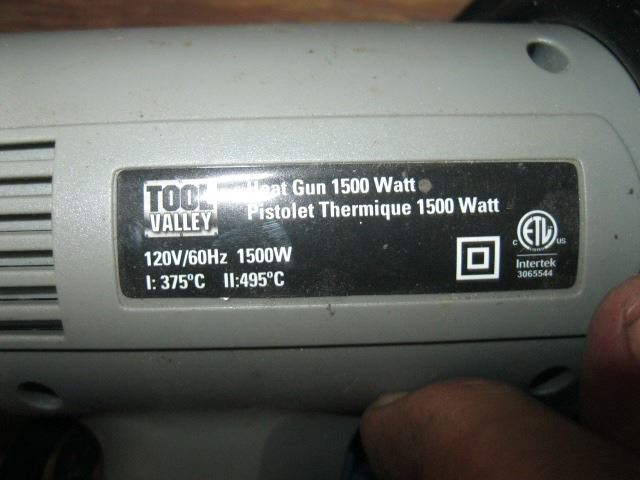 TOOL
VALLEY
Heat Gun 1500 Watt
Pistolet Thermique 1500 Watt
120V/60Hz 1500W
I: 375°C II:495°C
C ETL US
Intertek
3065544